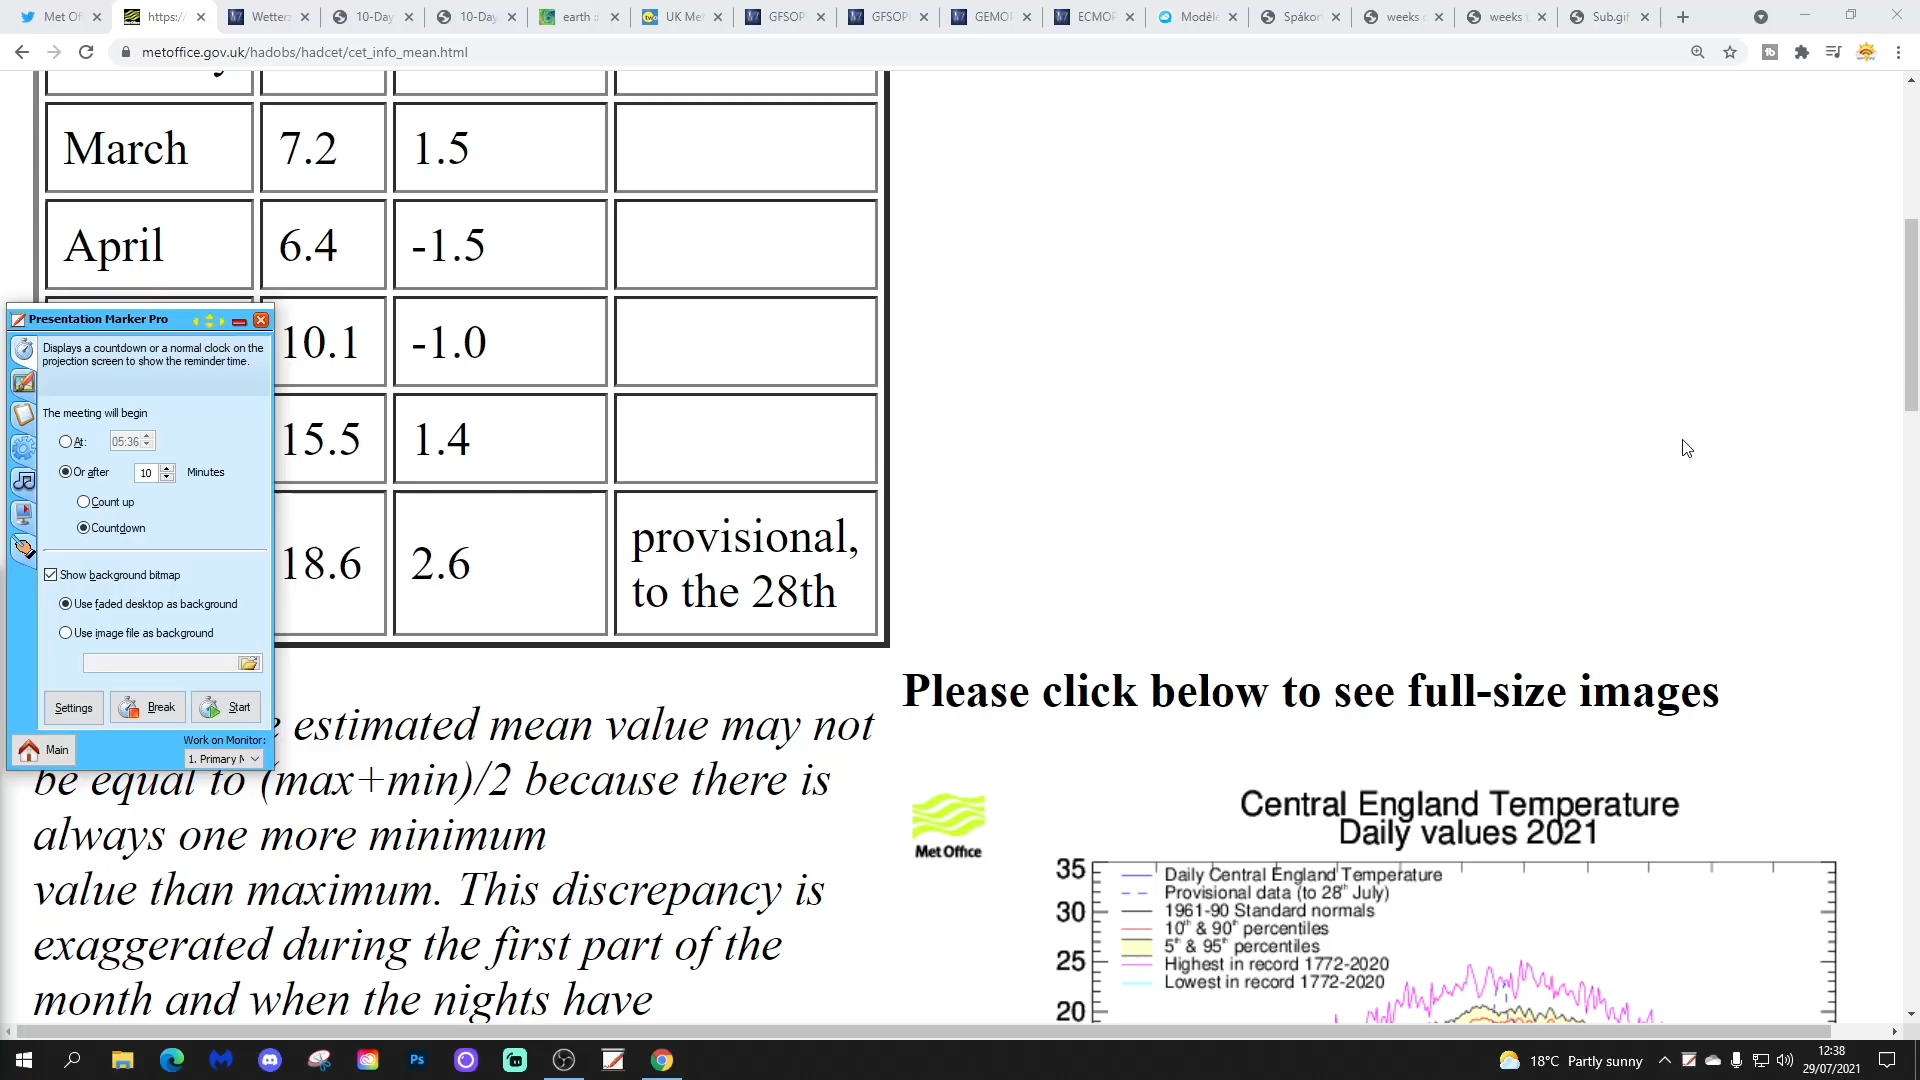 Met Of
https:/
Wetter
10-Day
10-Day
earth ::
UK Met
GFSOP
GFSOP
GEMOP
ECMOP
Modèle
Spákor
weeks
weeks
Sub.gif
metoffice.gov.uk/hadobs/hadcet/cet_info_mean.html
March 7.2 1.5
April 6.4 -1.5
10.1 -1.0
15.5 1.4
18.6 2.6 provisional,
to the 28th
Presentation Marker Pro
Displays a countdown or a normal clock on the
projection screen to show the reminder time.
The meeting will begin
At: 05:36
Or after 10 Minutes
Count up
Countdown
Show background bitmap
Use faded desktop as background
Use image file as background
Settings Break Start
Work on Monitor:
Main 1. Primary
e estimated mean value may not
be equal to (max+min)/2 because there is
always one more minimum
value than maximum. This discrepancy is
exaggerated during the first part of the
month and when the nights have
Please click below to see full-size images
Met Office
Central England Temperature
Daily values 2021
35
30
25
20
Daily Central England Temperature
Provisional data (to 28th July)
1961-90 Standard normals
10th & 90th percentiles
5th & 95th percentiles
Highest in record 1772-2020
Lowest in record 1772-2020
Ps
18°C Partly sunny
12:38
29/07/2021